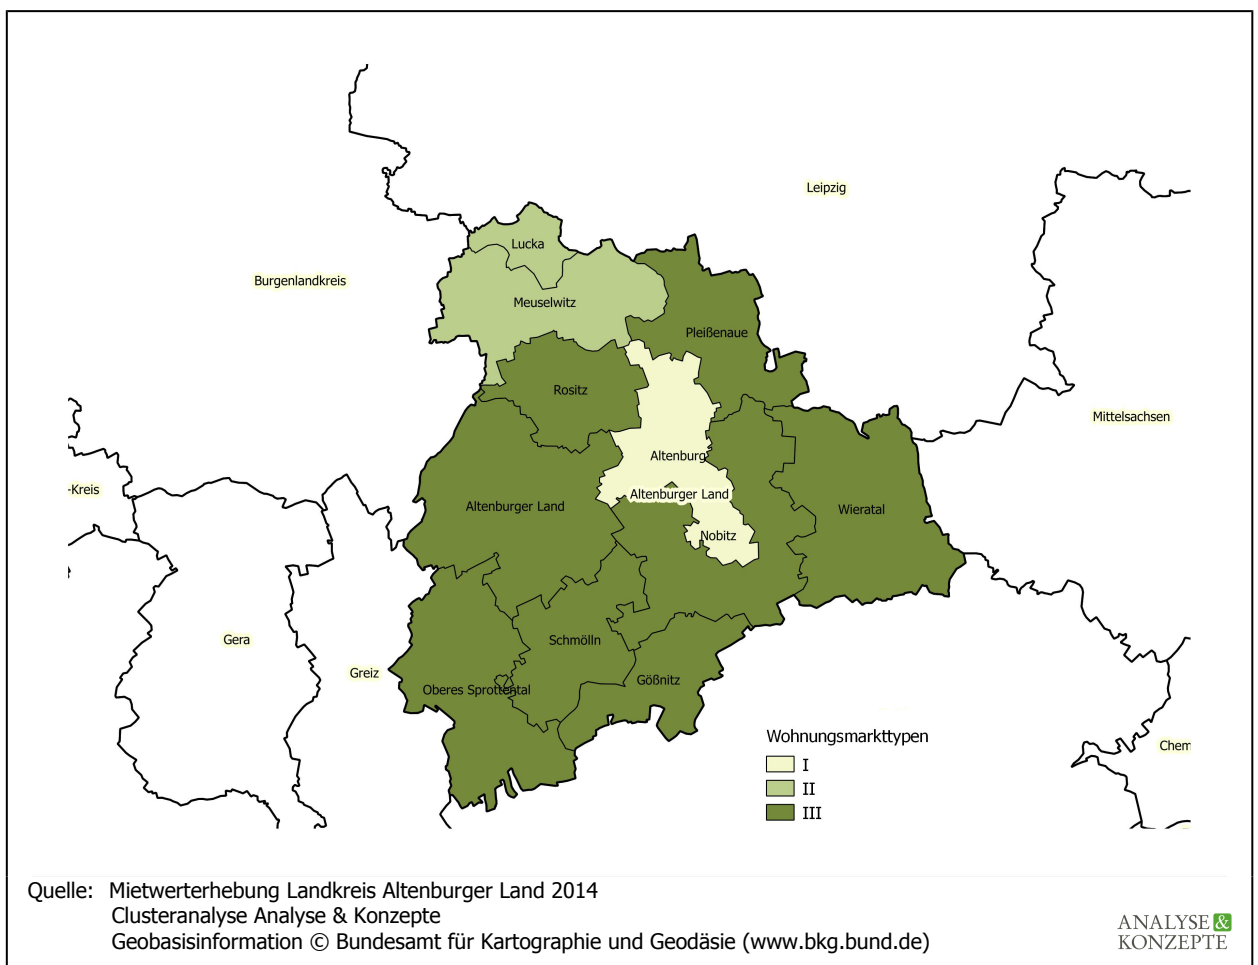 Leipzig
Lucka
Burgenlandkreis
Meuselwitz
Pleißenaue
Rositz
Mittelsachsen
Altenburg
-Kreis
Altenburger Land
Altenburger Land
Wieratal
Nobitz
Gera
Schmölln
Greiz
Gößnitz
Oberes Sprottental
Wohnungsmarkttypen
Chem
I
II
III
Quelle: Mietwerterhebung Landkreis Altenburger Land 2014
Clusteranalyse Analyse & Konzepte
Geobasisinformation © Bundesamt für Kartographie und Geodäsie (www.bkg.bund.de)
ANALYSE &
KONZEPTE